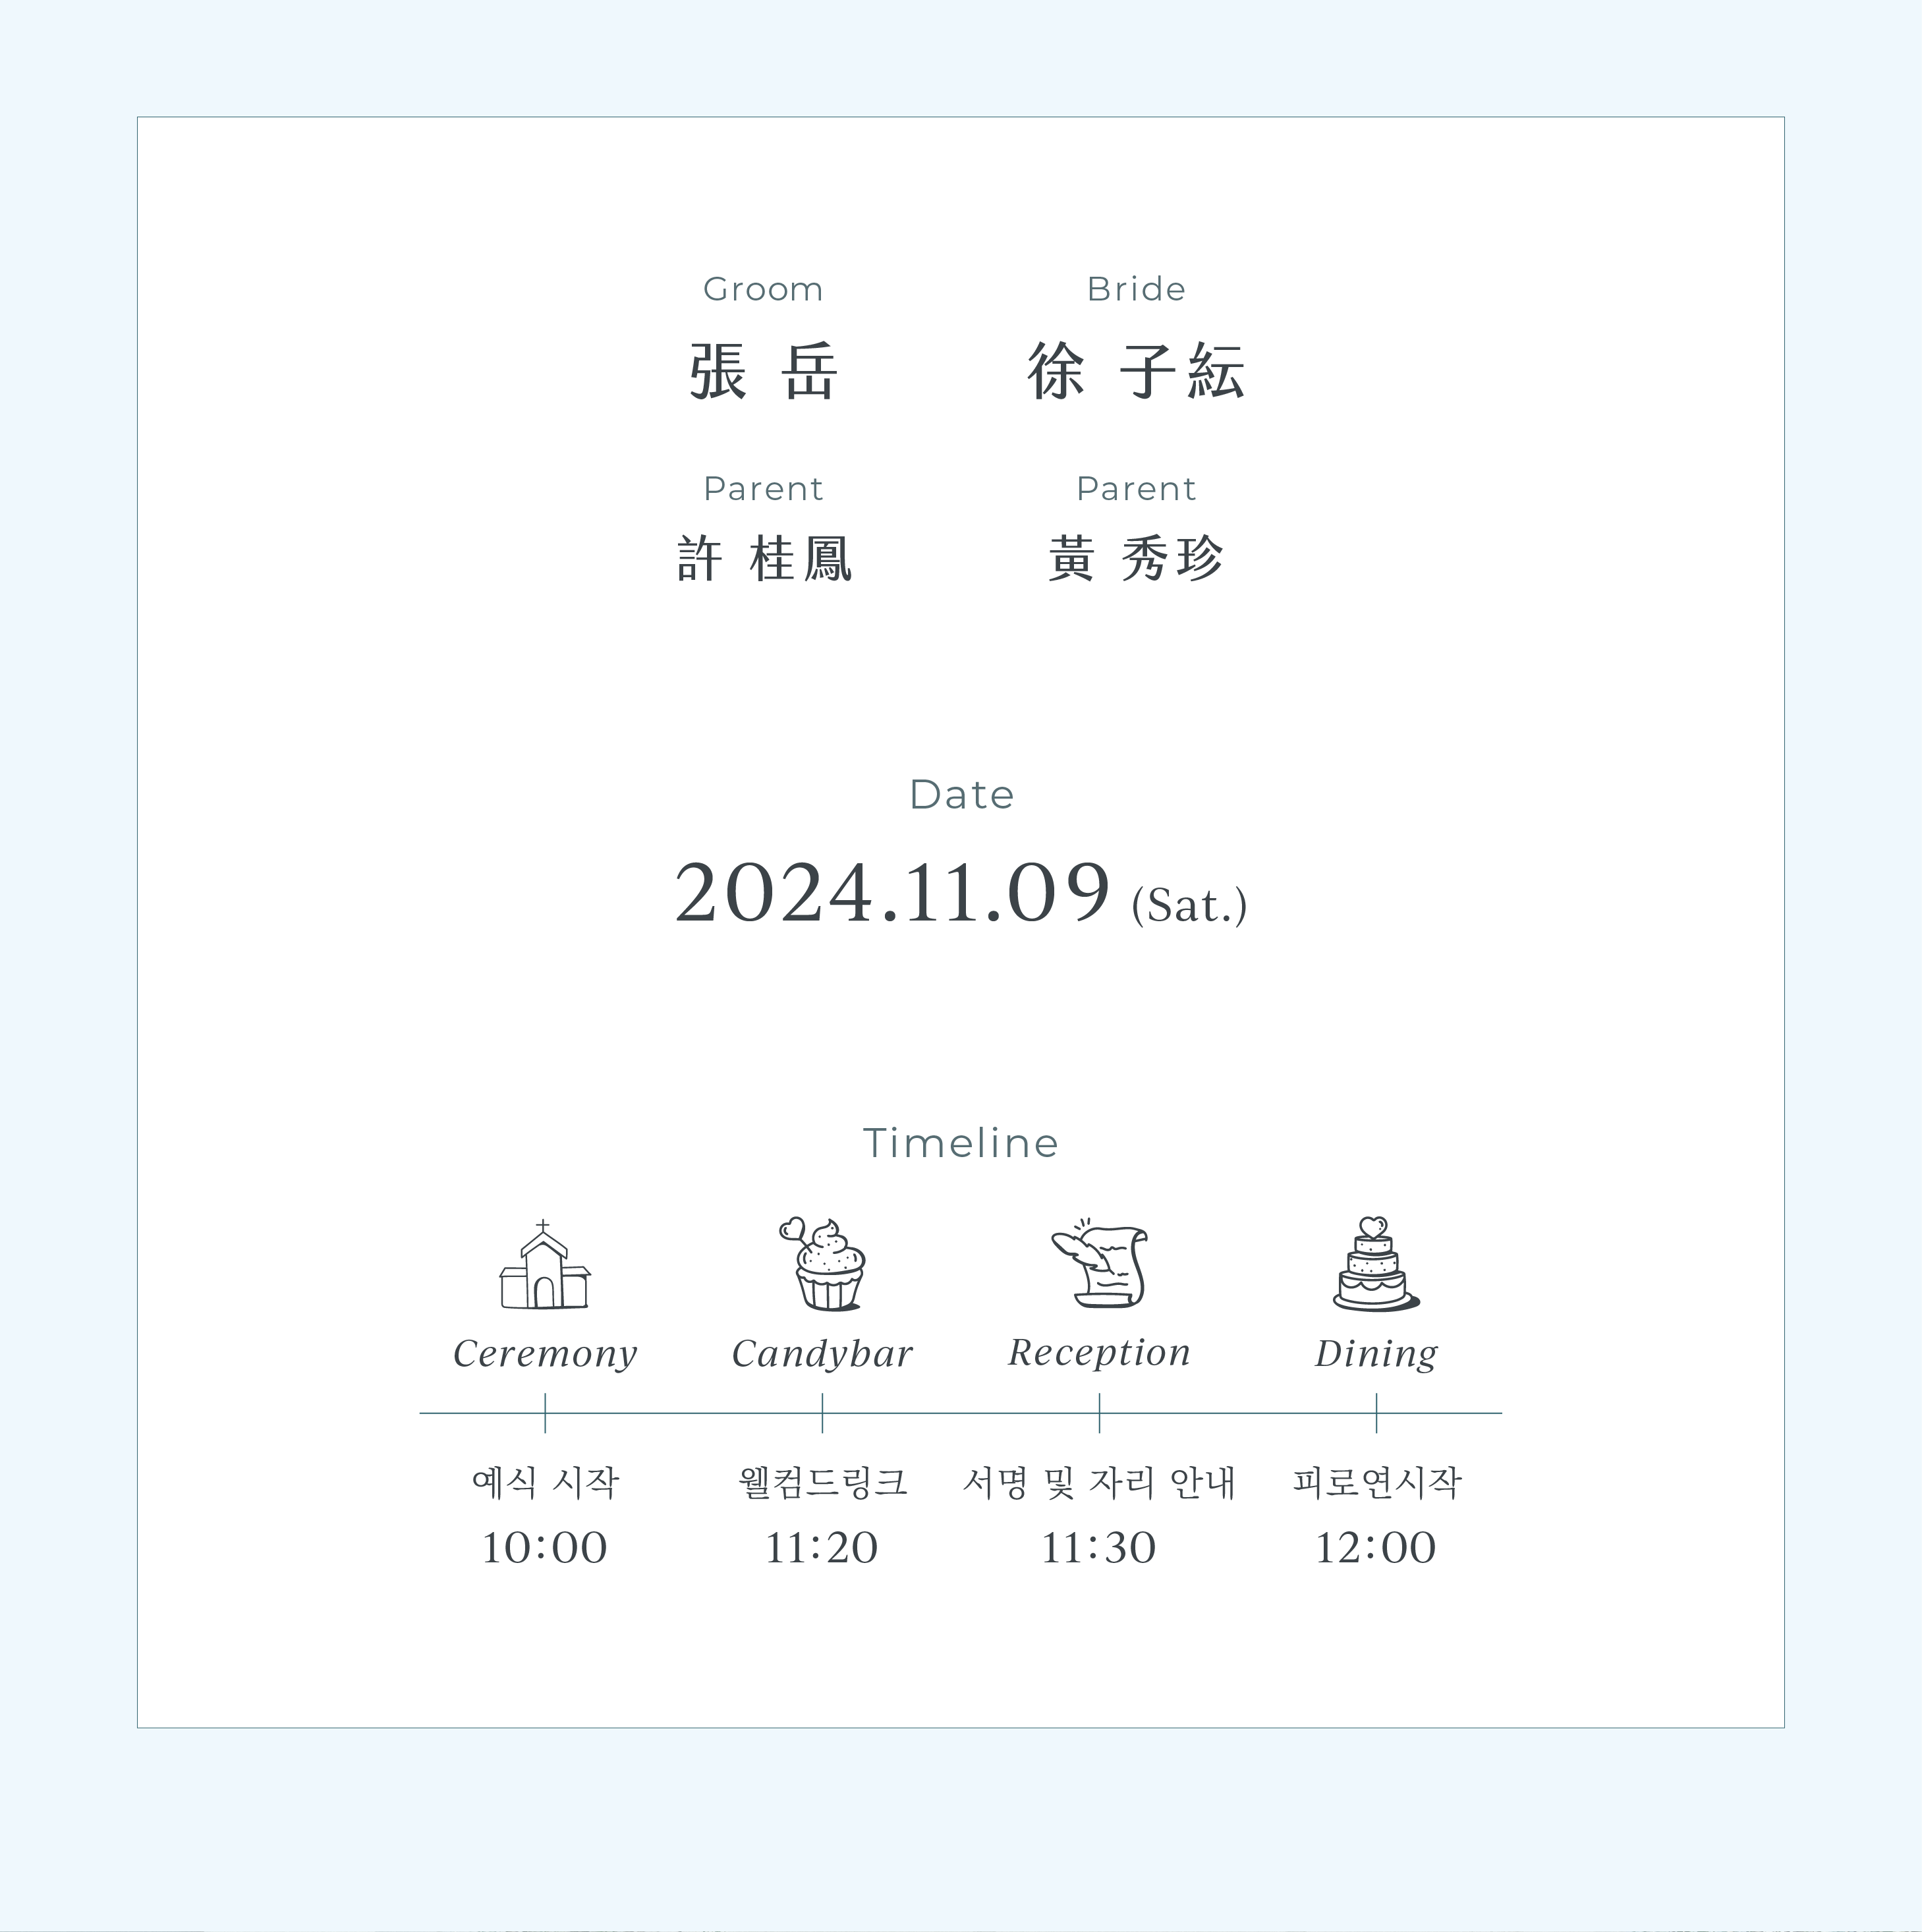 Groom Bride
張 岳 徐 子紜
Parent Parent
許 桂鳳 黃 秀珍
Date
2024.11.09 (Sat.)
Timeline
Ceremony Candybar Reception Dining
예식 시작 웰컴드링크 서명 및 자리 안내 피로연시작
10:00 11:20 11:30 12:00